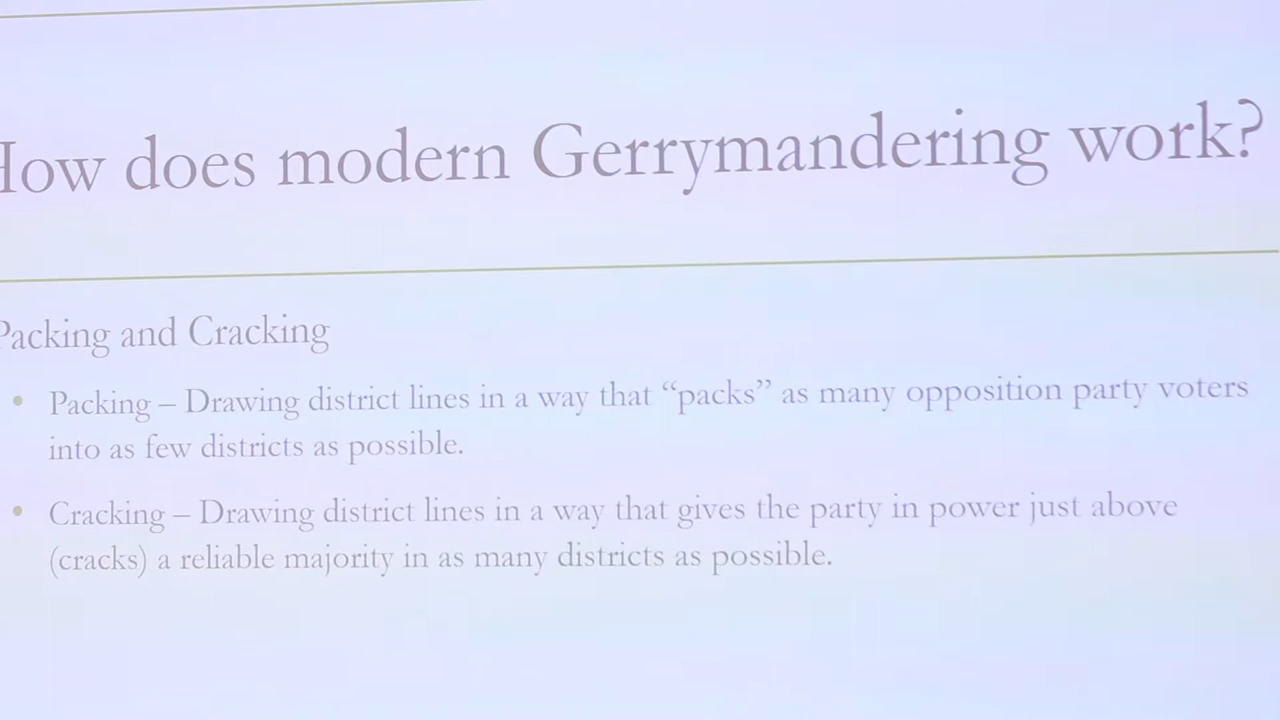 How does modern Gerrymandering work?
Packing and Cracking
• Packing – Drawing district lines in a way that “packs” as many opposition party voters
into as few districts as possible.
• Cracking – Drawing district lines in a way that gives the party in power just above
(cracks) a reliable majority in as many districts as possible.